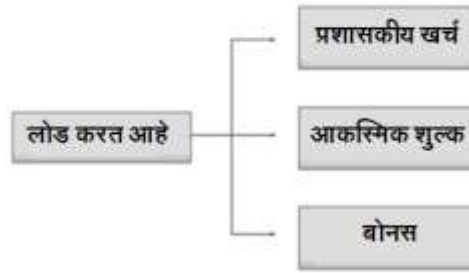 प्रशासकीय खर्च
लोड करत आहे
आकस्मिक शुल्क
बोनस